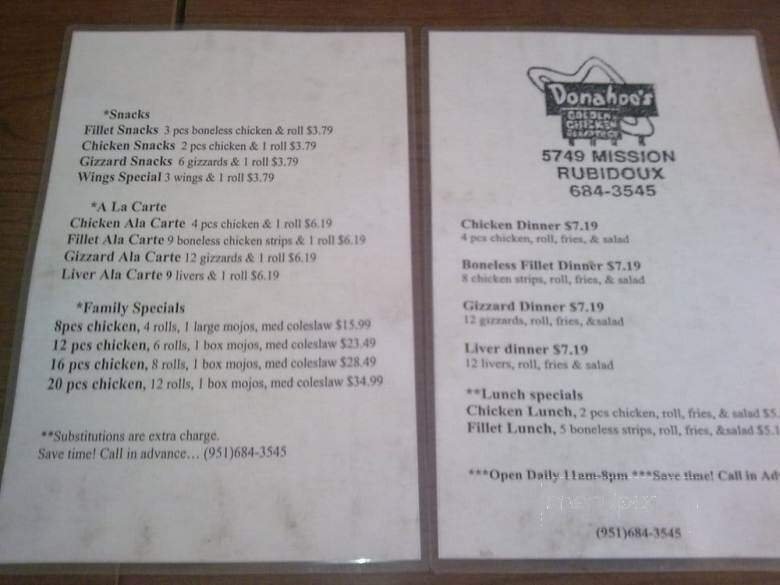 *Snacks
Fillet Snacks 3 pcs boneless chicken & roll $3.79
Chicken Snacks 2 pcs chicken & 1 roll $3.79
Gizzard Snacks 6 gizzards & 1 roll $3.79
Wings Special 3 wings & 1 roll $3.79
*A La Carte
Chicken Ala Carte 4 pcs chicken & 1 roll $6.19
Fillet Ala Carte 9 boneless chicken strips & 1 roll $6.19
Gizzard Ala Carte 12 gizzards & 1 roll $6.19
Liver Ala Carte 9 livers & 1 roll $6.19
*Family Specials
8pcs chicken, 4 rolls, 1 large mojos, med coleslaw $15.99
12 pcs chicken, 6 rolls, 1 box mojos, med coleslaw $23.49
16 pcs chicken, 8 rolls, 1 box mojos, med coleslaw $28.49
20 pcs chicken, 12 rolls, 1 box mojos, med coleslaw $34.99
**Substitutions are extra charge.
Save time! Call in advance... (951)684-3545
Donahoo's
GOLDEN
CHICKEN
5749 MISSION
RUBIDOUX
684-3545
Chicken Dinner $7.19
4 pcs chicken, roll, fries, & salad
Boneless Fillet Dinner $7.19
8 chicken strips, roll, fries, & salad
Gizzard Dinner $7.19
12 gizzards, roll, fries, &salad
Liver dinner $7.19
12 livers, roll, fries & salad
**Lunch specials
Chicken Lunch, 2 pcs chicken, roll, fries, & salad $5.
Fillet Lunch, 5 boneless strips, roll, fries, &salad $5.1
***Open Daily 11am-8pm ***Save time! Call in Ad
(951)684-3545